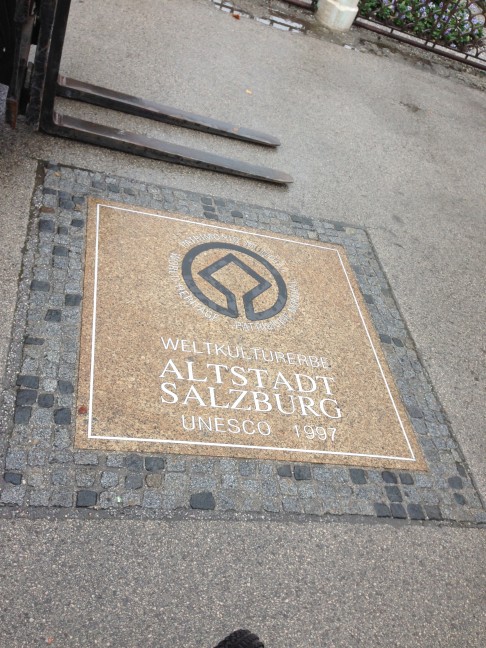 WELTKULTURERBE
ALTSTADT
SALZBURG
UNESCO 1997